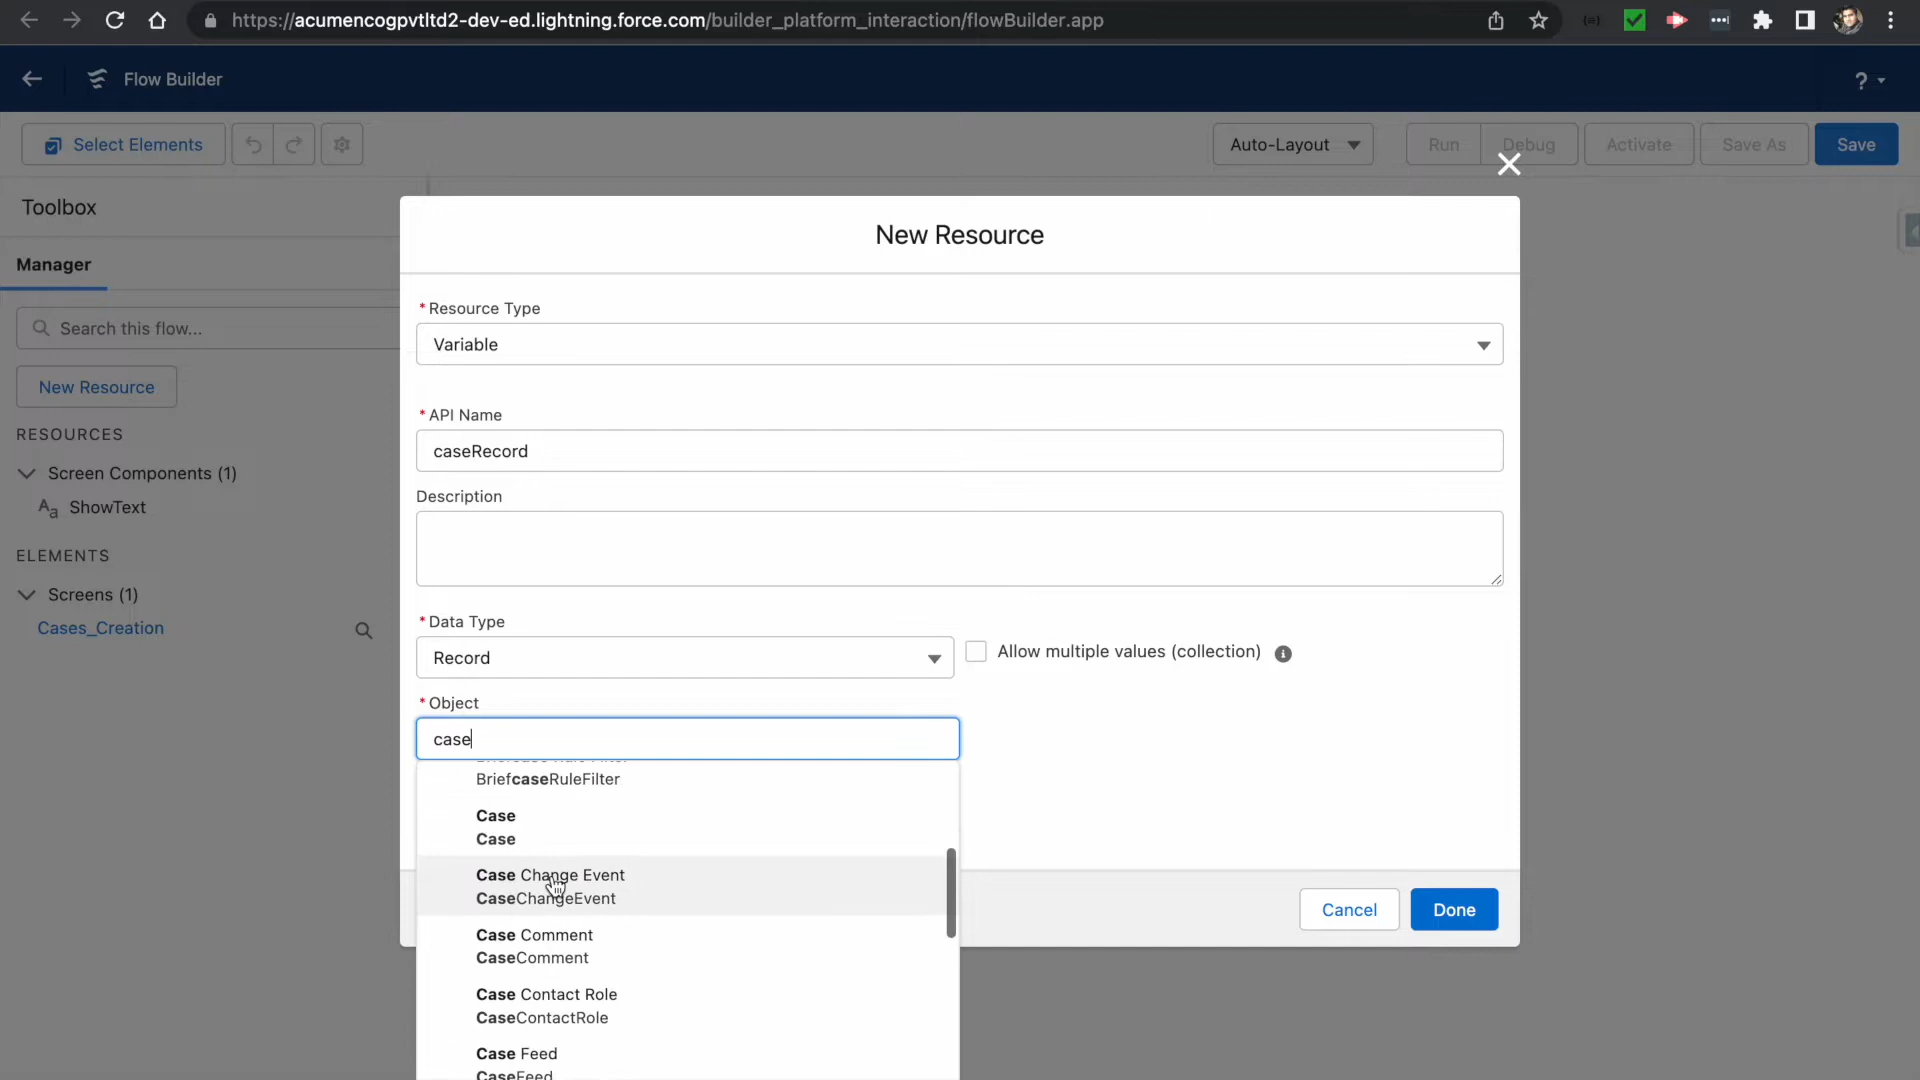 https://acumencogpvtltd2-dev-ed.lightning.force.com/builder_platform_interaction/flowBuilder.app
Flow Builder
?
Select Elements
Auto-Layout
Run
Debug
Activate
Save As
Save
Toolbox
New Resource
Manager
* Resource Type
Search this flow...
Variable
New Resource
* API Name
RESOURCES
caseRecord
Screen Components (1)
Description
Aa ShowText
ELEMENTS
Screens (1)
* Data Type
Cases_Creation
Record
Allow multiple values (collection)
* Object
case
BriefcaseRuleFilter
Case
Case
Case Change Event
CaseChangeEvent
Cancel
Done
Case Comment
CaseComment
Case Contact Role
CaseContactRole
Case Feed
CaseFeed